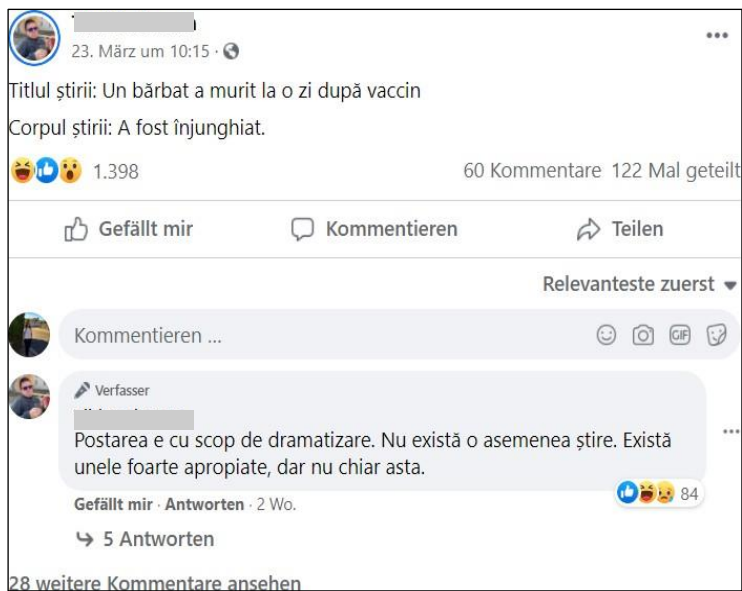 23. März um 10:15 ·
Titlul știrii: Un bărbat a murit la o zi după vaccin
Corpul știrii: A fost înjunghiat.
1.398
60 Kommentare 122 Mal geteilt
Gefällt mir
Kommentieren
Teilen
Relevanteste zuerst
Kommentieren ...
GIF
Verfasser
Postarea e cu scop de dramatizare. Nu există o asemenea știre. Există
unele foarte apropiate, dar nu chiar asta.
84
Gefällt mir · Antworten · 2 Wo.
5 Antworten
28 weitere Kommentare ansehen